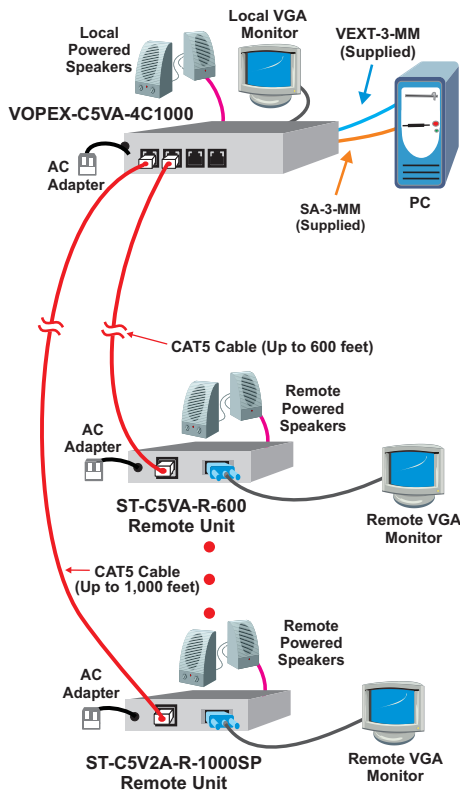 Local
Powered
Speakers
Local VGA
Monitor
VEXT-3-MM
(Supplied)
VOPEX-C5VA-4C1000
AC
Adapter
SA-3-MM
(Supplied)
PC
CAT5 Cable (Up to 600 feet)
Remote
Powered
Speakers
AC
Adapter
ST-C5VA-R-600
Remote Unit
Remote VGA
Monitor
CAT5 Cable
(Up to 1,000 feet)
Remote
Powered
Speakers
AC
Adapter
ST-C5V2A-R-1000SP
Remote Unit
Remote VGA
Monitor